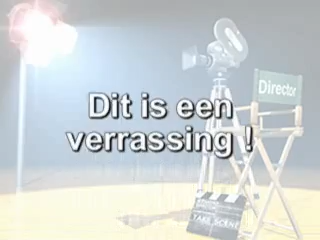 Director
Dit is een
verrassing !
TAKE SCENE